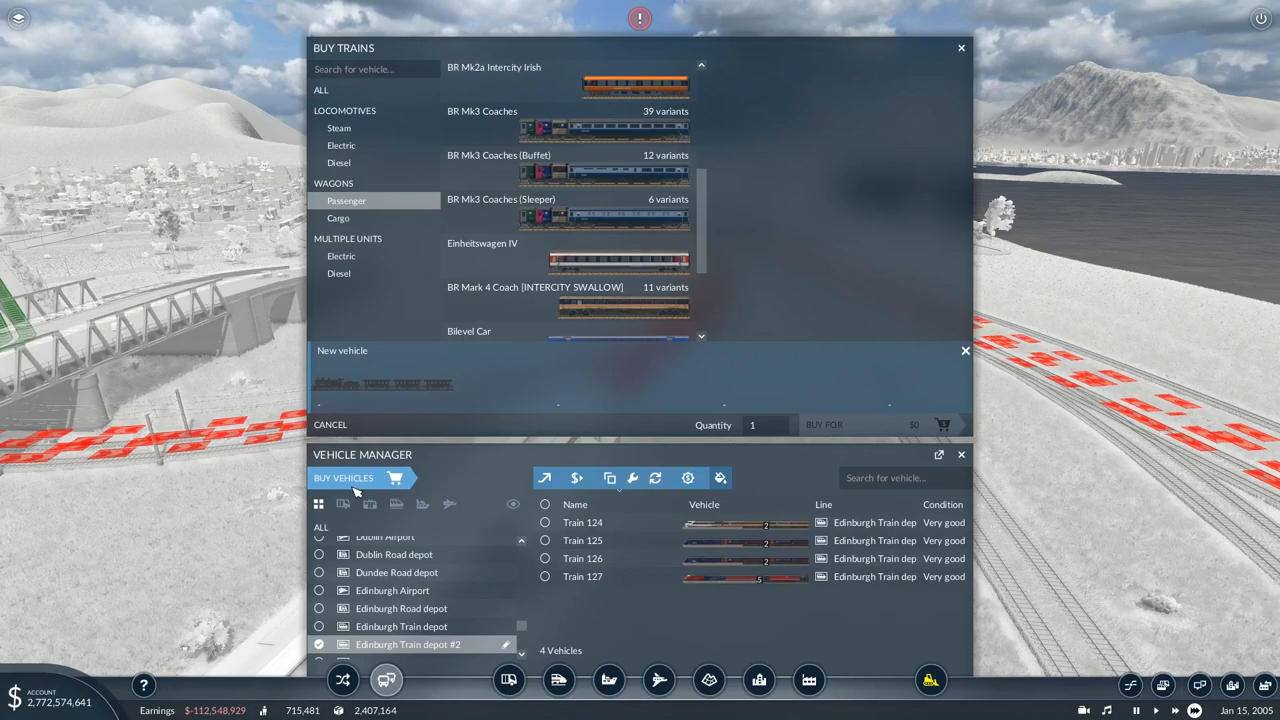 !
BUY TRAINS
Search for vehicle...
ALL
LOCOMOTIVES
Steam
Electric
Diesel
WAGONS
Passenger
Cargo
MULTIPLE UNITS
Electric
Diesel
BR Mk2a Intercity Irish
BR Mk3 Coaches 39 variants
BR Mk3 Coaches (Buffet) 12 variants
BR Mk3 Coaches (Sleeper) 6 variants
Einheitswagen IV
BR Mark 4 Coach [INTERCITY SWALLOW] 11 variants
Bilevel Car
New vehicle
- - - -
CANCEL Quantity 1 BUY FOR $0
VEHICLE MANAGER
BUY VEHICLES Search for vehicle...
ALL
Dublin Airport
Dublin Road depot
Dundee Road depot
Edinburgh Airport
Edinburgh Road depot
Edinburgh Train depot
Edinburgh Train depot #2
Name Vehicle Line Condition
Train 124 2 Edinburgh Train dep Very good
Train 125 2 Edinburgh Train dep Very good
Train 126 2 Edinburgh Train dep Very good
Train 127 5 Edinburgh Train dep Very good
4 Vehicles
$ ACCOUNT
2,772,574,641
?
Earnings $-112,548,929 715,481 2,407,164 Jan 15, 2005